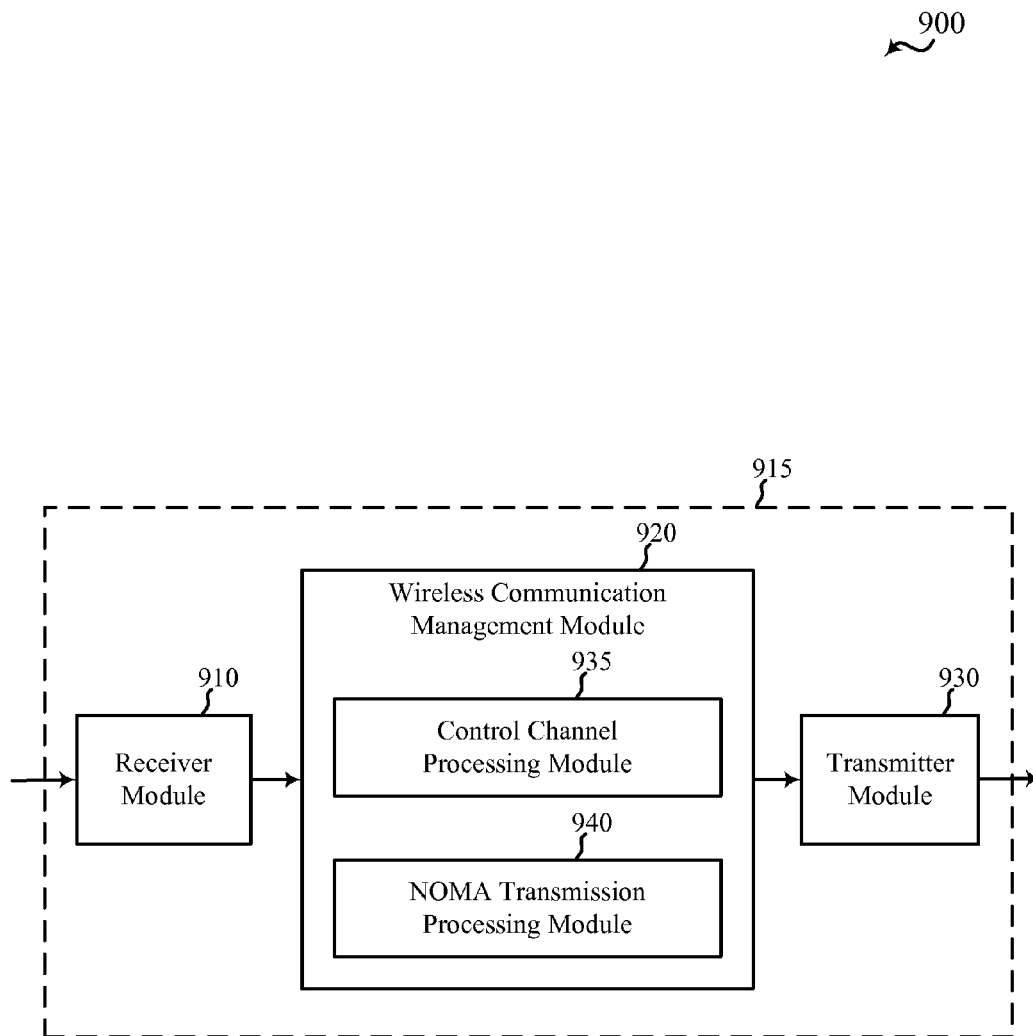 900
915
920
Wireless Communication
Management Module
935
910
930
Control Channel
Processing Module
Receiver
Module
Transmitter
Module
940
NOMA Transmission
Processing Module